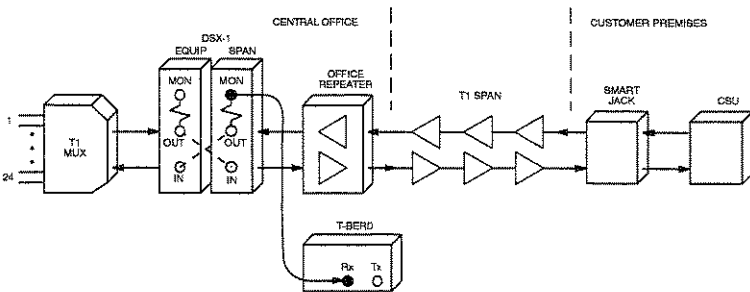 CENTRAL OFFICE
CUSTOMER PREMISES
DSX-1
EQUIP
SPAN
OFFICE
REPEATER
T1 SPAN
SMART
JACK
CSU
MON
MON
1
T1
MUX
24
OUT
OUT
IN
IN
T-BERD
Rx
Tx